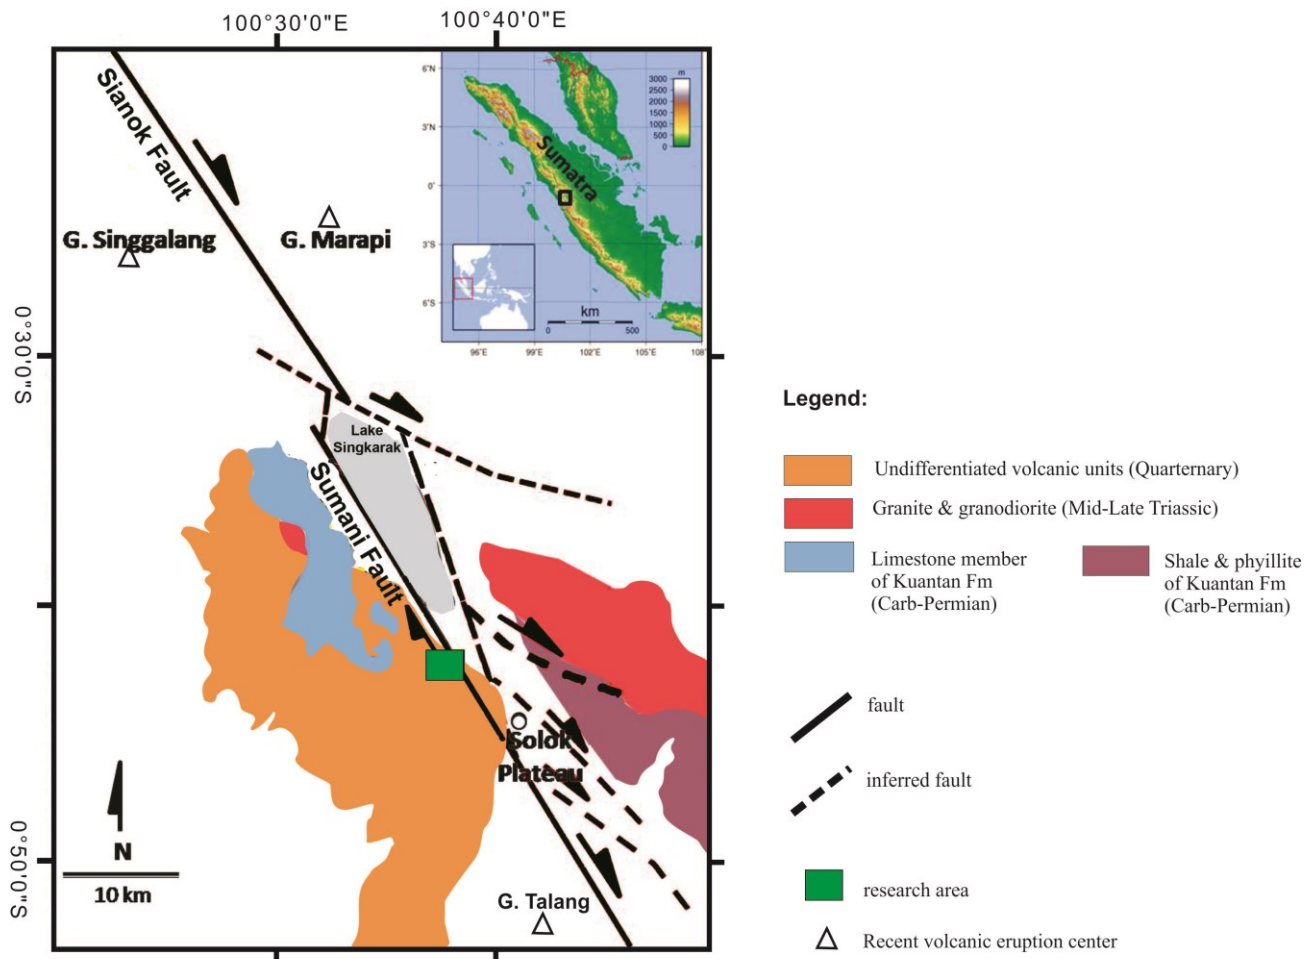 100°30'0"E
100°40'0"E
Sianok Fault
G. Singgalang
G. Marapi
6°N
3°N
0°
3°S
6°S
96°E
99°E
102°E
105°E
108°
Sumatra
m
3000
2500
2000
1500
1000
500
0
km
0
500
0°30'0"S
Lake
Singkarak
Sumani Fault
Solok
Plateau
0°50'0"S
N
10 km
G. Talang
Legend:
Undifferentiated volcanic units (Quarternary)
Granite & granodiorite (Mid-Late Triassic)
Limestone member
of Kuantan Fm
(Carb-Permian)
Shale & phyillite
of Kuantan Fm
(Carb-Permian)
fault
inferred fault
research area
Recent volcanic eruption center